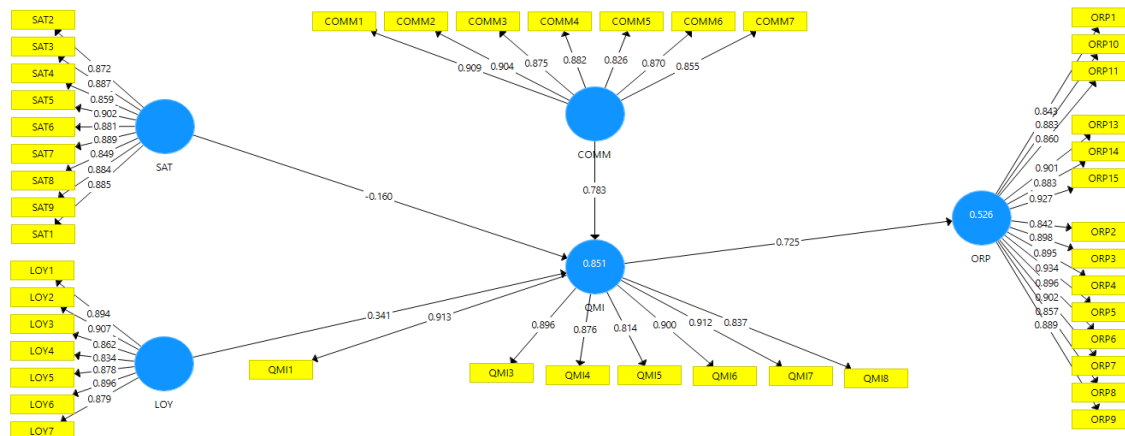 SAT2
SAT3
SAT4
SAT5
SAT6
SAT7
SAT8
SAT9
SAT1
0.872
0.887
0.859
0.902
0.881
0.889
0.849
0.884
0.885
SAT
COMM1
COMM2
COMM3
COMM4
COMM5
COMM6
COMM7
0.909
0.904
0.875
0.882
0.826
0.870
0.855
COMM
-0.160
0.783
0.341
0.725
LOY1
LOY2
LOY3
LOY4
LOY5
LOY6
LOY7
0.894
0.907
0.862
0.834
0.878
0.896
0.879
LOY
0.851
QMI
0.913
0.896
0.876
0.814
0.900
0.912
0.837
QMI1
QMI3
QMI4
QMI5
QMI6
QMI7
QMI8
0.526
ORP
0.843
0.883
0.860
0.901
0.883
0.927
0.842
0.898
0.895
0.934
0.896
0.902
0.857
0.889
ORP1
ORP10
ORP11
ORP13
ORP14
ORP15
ORP2
ORP3
ORP4
ORP5
ORP6
ORP7
ORP8
ORP9